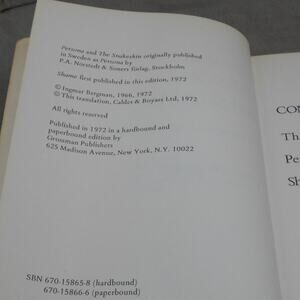 Persona and The Snakeskin originally published
in Sweden as Persona by
P.A. Norstedt & Soners Forlag, Stockholm
Shame first published in this edition, 1972
© Ingmar Bergman, 1966, 1972
© This translation, Calder & Boyars Ltd, 1972
All rights reserved
Published in 1972 in a hardbound and
paperbound edition by
Grossman Publishers
625 Madison Avenue, New York, N.Y. 10022
SBN 670-15865-8 (hardbound)
670-15866-6 (paperbound)
CON
Th
Pe
Sh